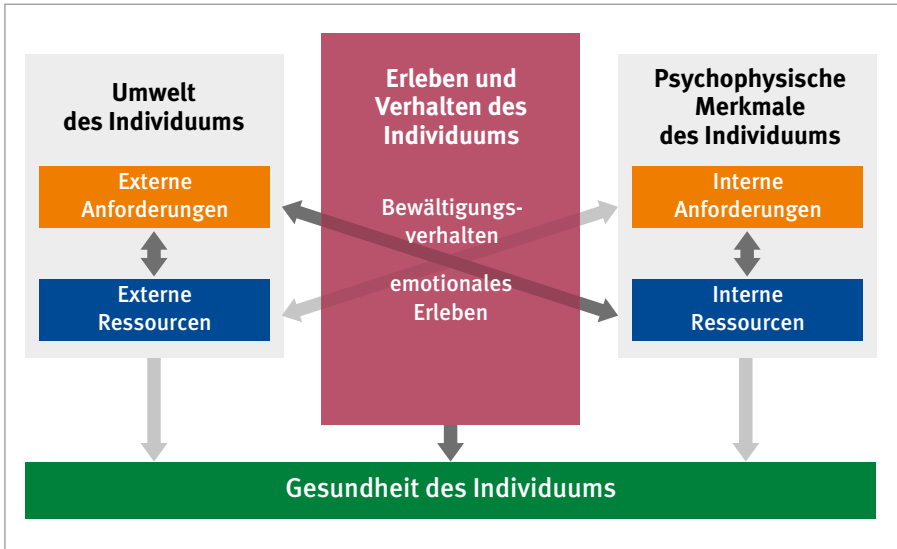 Umwelt
des Individuums
Externe
Anforderungen
Externe
Ressourcen
Erleben und
Verhalten des
Individuums
Bewältigungs-
verhalten
emotionales
Erleben
Psychophysische
Merkmale
des Individuums
Interne
Anforderungen
Interne
Ressourcen
Gesundheit des Individuums